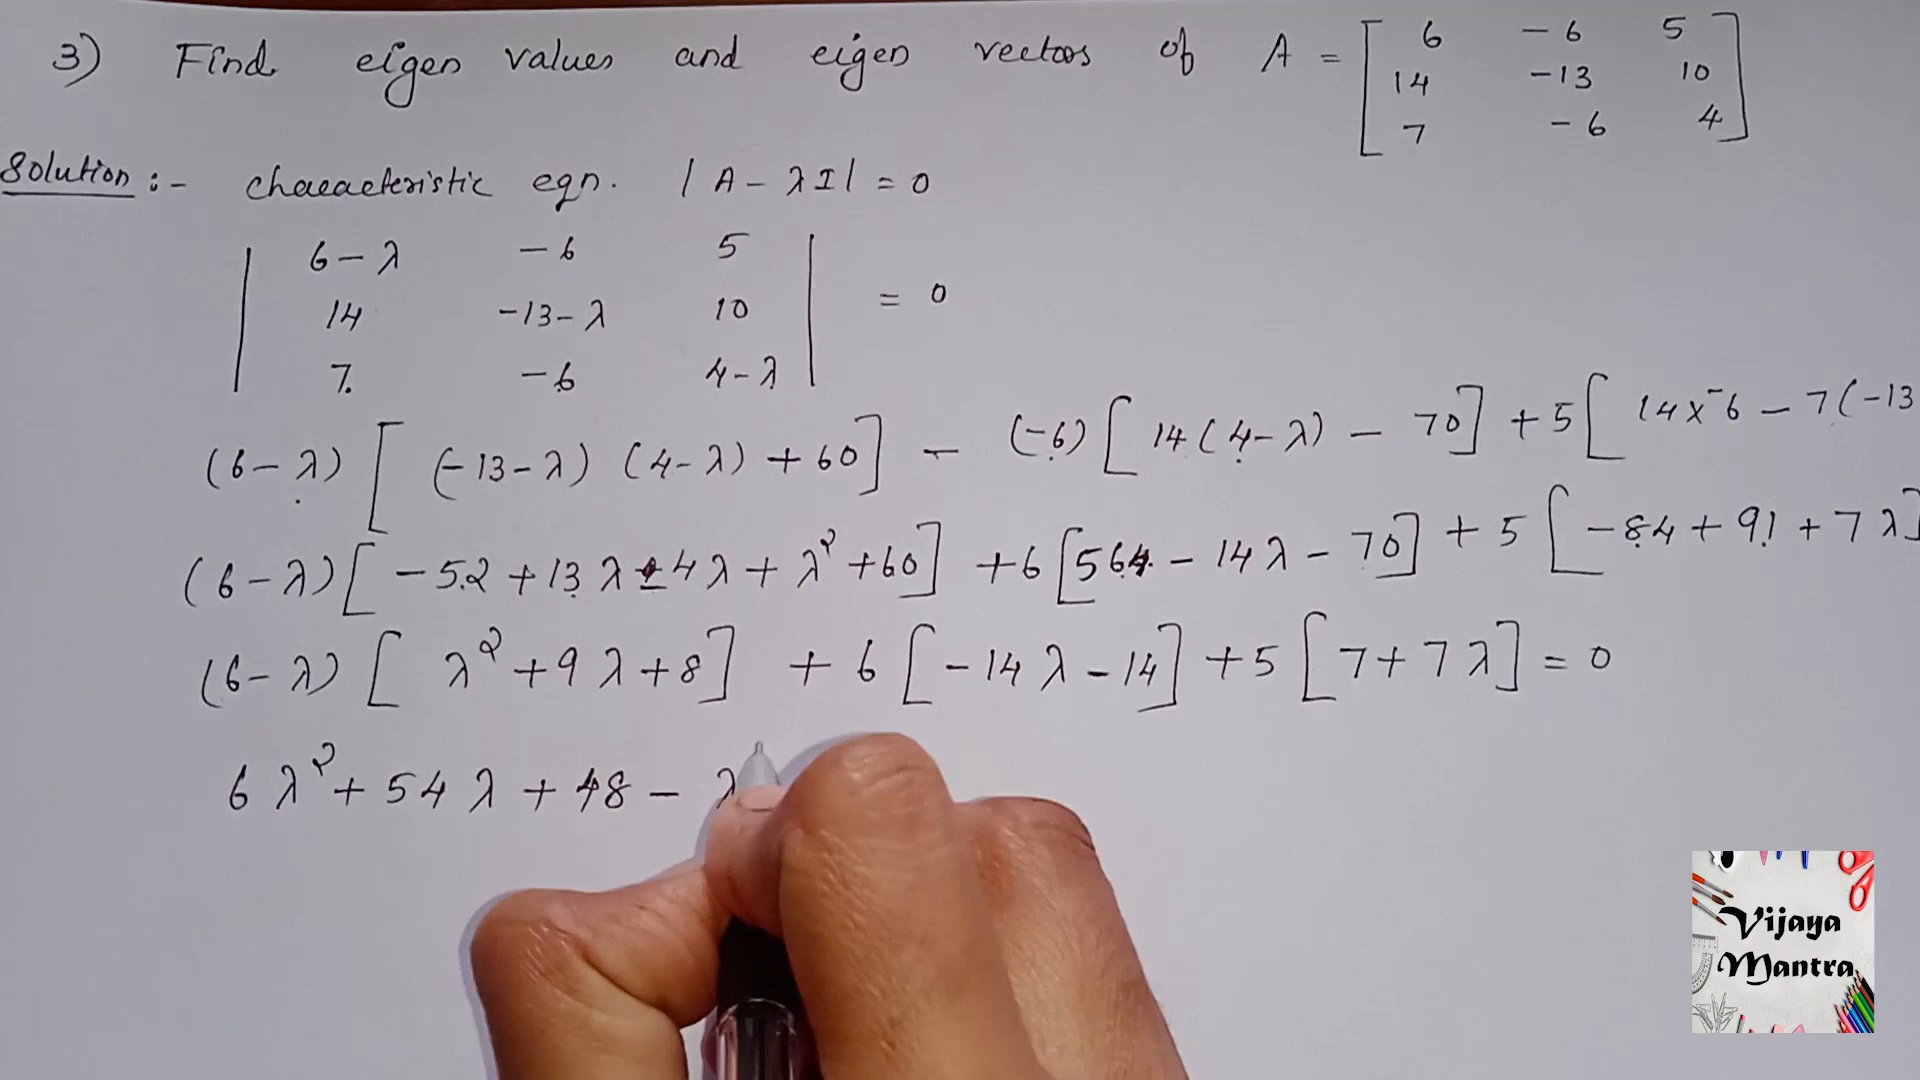 3) Find eigen values and eigen vectors of A = [ 6 -6 5
14 -13 10
7 -6 4 ]
Solution :- characteristic eqn. |A - λI| = 0
| 6-λ -6 5 |
| 14 -13-λ 10 | = 0
| 7 -6 4-λ |
(6-λ) [ (-13-λ) (4-λ) + 60 ] - (-6) [ 14 (4-λ) - 70 ] + 5 [ 14x-6 - 7(-13
(6-λ) [ -52 + 13λ - 4λ + λ² + 60 ] + 6 [ 56 - 14λ - 70 ] + 5 [ -84 + 91 + 7λ ]
(6-λ) [ λ² + 9λ + 8 ] + 6 [ -14λ - 14 ] + 5 [ 7 + 7λ ] = 0
6λ² + 54λ + 48 - λ
Vijaya
Mantra